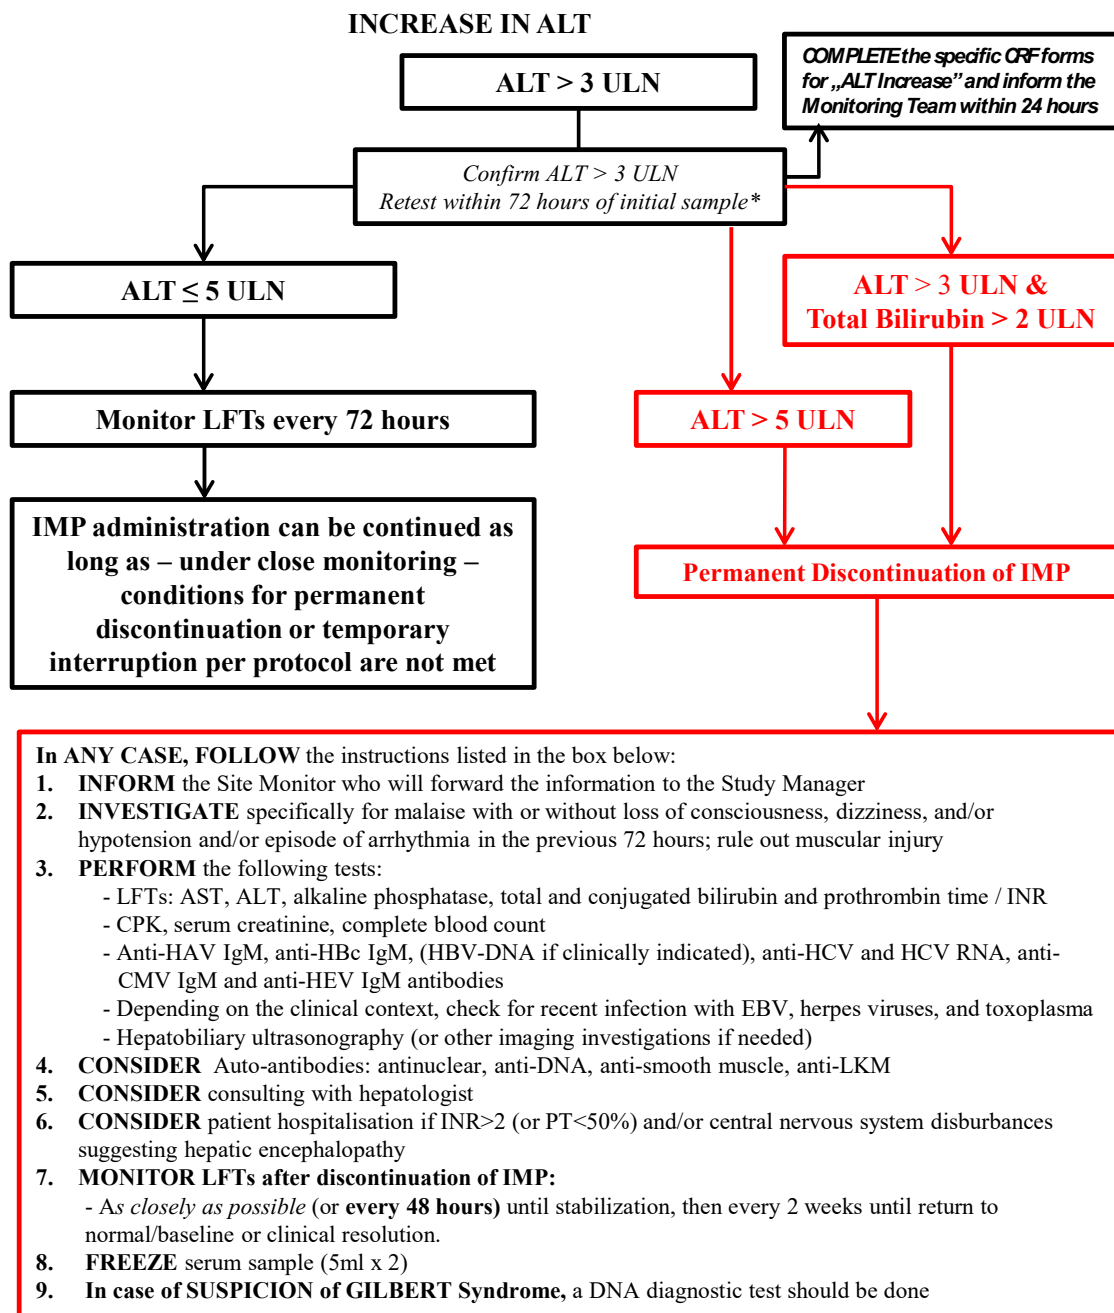 INCREASE IN ALT
ALT > 3 ULN
COMPLETE the specific CRF forms
for „ALT Increase” and inform the
Monitoring Team within 24 hours
Confirm ALT > 3 ULN
Retest within 72 hours of initial sample*
ALT ≤ 5 ULN
ALT > 3 ULN &
Total Bilirubin > 2 ULN
Monitor LFTs every 72 hours
ALT > 5 ULN
IMP administration can be continued as
long as – under close monitoring –
conditions for permanent
discontinuation or temporary
interruption per protocol are not met
Permanent Discontinuation of IMP
In ANY CASE, FOLLOW the instructions listed in the box below:
1. INFORM the Site Monitor who will forward the information to the Study Manager
2. INVESTIGATE specifically for malaise with or without loss of consciousness, dizziness, and/or
hypotension and/or episode of arrhythmia in the previous 72 hours; rule out muscular injury
3. PERFORM the following tests:
- LFTs: AST, ALT, alkaline phosphatase, total and conjugated bilirubin and prothrombin time / INR
- CPK, serum creatinine, complete blood count
- Anti-HAV IgM, anti-HBc IgM, (HBV-DNA if clinically indicated), anti-HCV and HCV RNA, anti-
CMV IgM and anti-HEV IgM antibodies
- Depending on the clinical context, check for recent infection with EBV, herpes viruses, and toxoplasma
- Hepatobiliary ultrasonography (or other imaging investigations if needed)
4. CONSIDER Auto-antibodies: antinuclear, anti-DNA, anti-smooth muscle, anti-LKM
5. CONSIDER consulting with hepatologist
6. CONSIDER patient hospitalisation if INR>2 (or PT<50%) and/or central nervous system disburbances
suggesting hepatic encephalopathy
7. MONITOR LFTs after discontinuation of IMP:
- As closely as possible (or every 48 hours) until stabilization, then every 2 weeks until return to
normal/baseline or clinical resolution.
8. FREEZE serum sample (5ml x 2)
9. In case of SUSPICION of GILBERT Syndrome, a DNA diagnostic test should be done